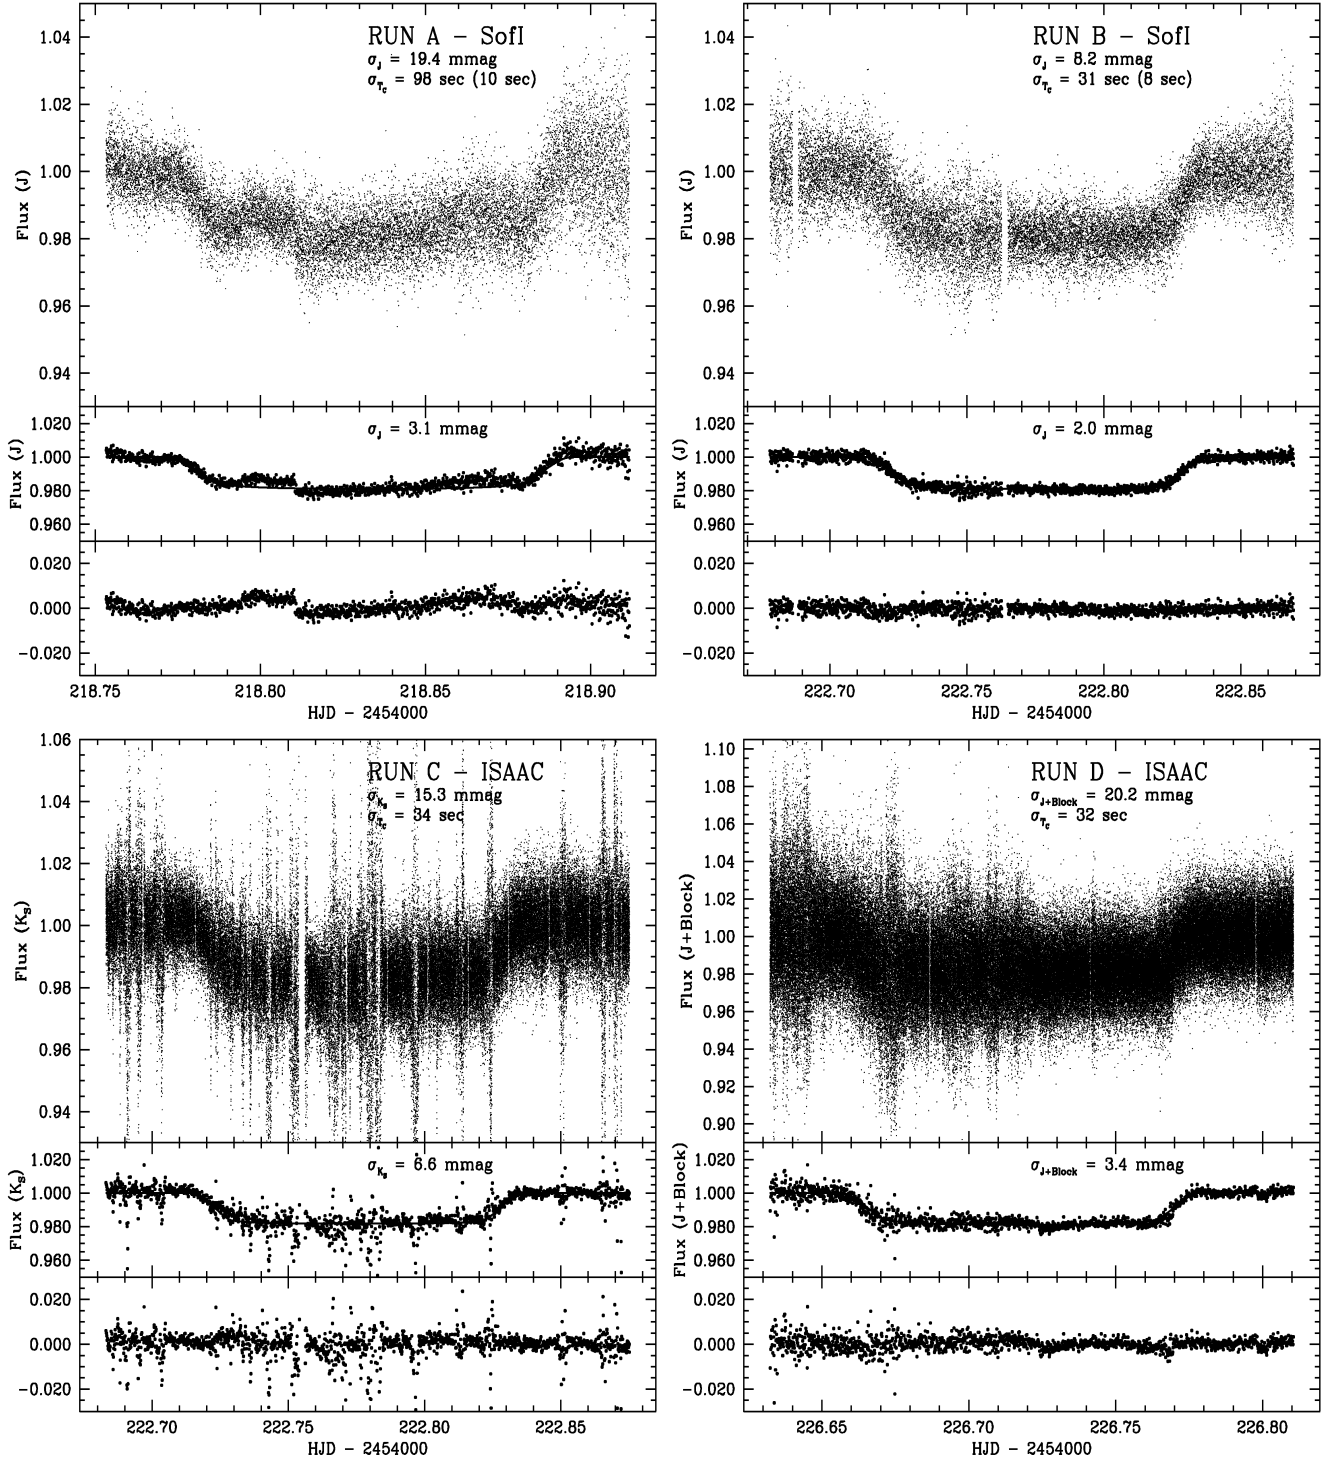 RUN A – SofI
σJ = 19.4 mmag
σTc = 98 sec (10 sec)
1.04
1.02
1.00
0.98
0.96
0.94
Flux (J)
σJ = 3.1 mmag
1.020
1.000
0.980
0.960
Flux (J)
0.020
0.000
−0.020
218.75 218.80 218.85 218.90
HJD – 2454000
RUN B – SofI
σJ = 8.2 mmag
σTc = 31 sec (8 sec)
1.04
1.02
1.00
0.98
0.96
0.94
Flux (J)
σJ = 2.0 mmag
1.020
1.000
0.980
0.960
Flux (J)
0.020
0.000
−0.020
222.70 222.75 222.80 222.85
HJD – 2454000
RUN C – ISAAC
σKs = 15.3 mmag
σTc = 34 sec
1.06
1.04
1.02
1.00
0.98
0.96
0.94
Flux (Ks)
σKs = 6.6 mmag
1.020
1.000
0.980
0.960
Flux (Ks)
0.020
0.000
−0.020
222.70 222.75 222.80 222.85
HJD – 2454000
RUN D – ISAAC
σJ+Block = 20.2 mmag
σTc = 32 sec
1.10
1.08
1.06
1.04
1.02
1.00
0.98
0.96
0.94
0.92
0.90
Flux (J+Block)
σJ+Block = 3.4 mmag
1.020
1.000
0.980
0.960
Flux (J+Block)
0.020
0.000
−0.020
226.65 226.70 226.75 226.80
HJD – 2454000